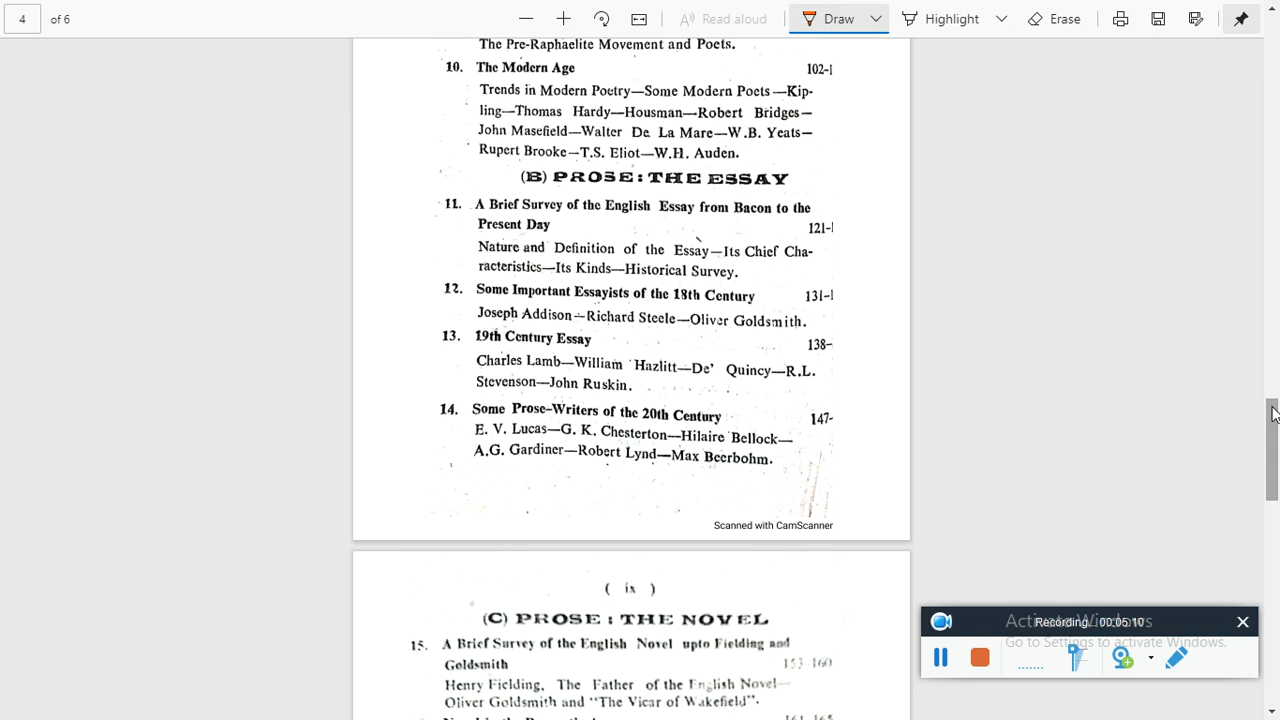 4 of 6
Read aloud
Draw
Highlight
Erase
The Pre-Raphaelite Movement and Poets.
10. The Modern Age 102-
Trends in Modern Poetry—Some Modern Poets—Kip-
ling—Thomas Hardy—Housman—Robert Bridges—
John Masefield—Walter De La Mare—W.B. Yeats—
Rupert Brooke—T.S. Eliot—W.H. Auden.
(B) PROSE : THE ESSAY
11. A Brief Survey of the English Essay from Bacon to the
Present Day 121-
Nature and Definition of the Essay—Its Chief Cha-
racteristics—Its Kinds—Historical Survey.
12. Some Important Essayists of the 18th Century 131-
Joseph Addison—Richard Steele—Oliver Goldsmith.
13. 19th Century Essay 138-
Charles Lamb—William Hazlitt—De' Quincy—R.L.
Stevenson—John Ruskin.
14. Some Prose-Writers of the 20th Century 147-
E. V. Lucas—G. K. Chesterton—Hilaire Bellock—
A.G. Gardiner—Robert Lynd—Max Beerbohm.
Scanned with CamScanner
( ix )
(C) PROSE : THE NOVEL
15. A Brief Survey of the English Novel upto Fielding and
Goldsmith 153-160
Henry Fielding, The Father of the English Novel—
Oliver Goldsmith and "The Vicar of Wakefield".
Activate Windows
Recording... 00:05:10
Go to Settings to activate Windows.